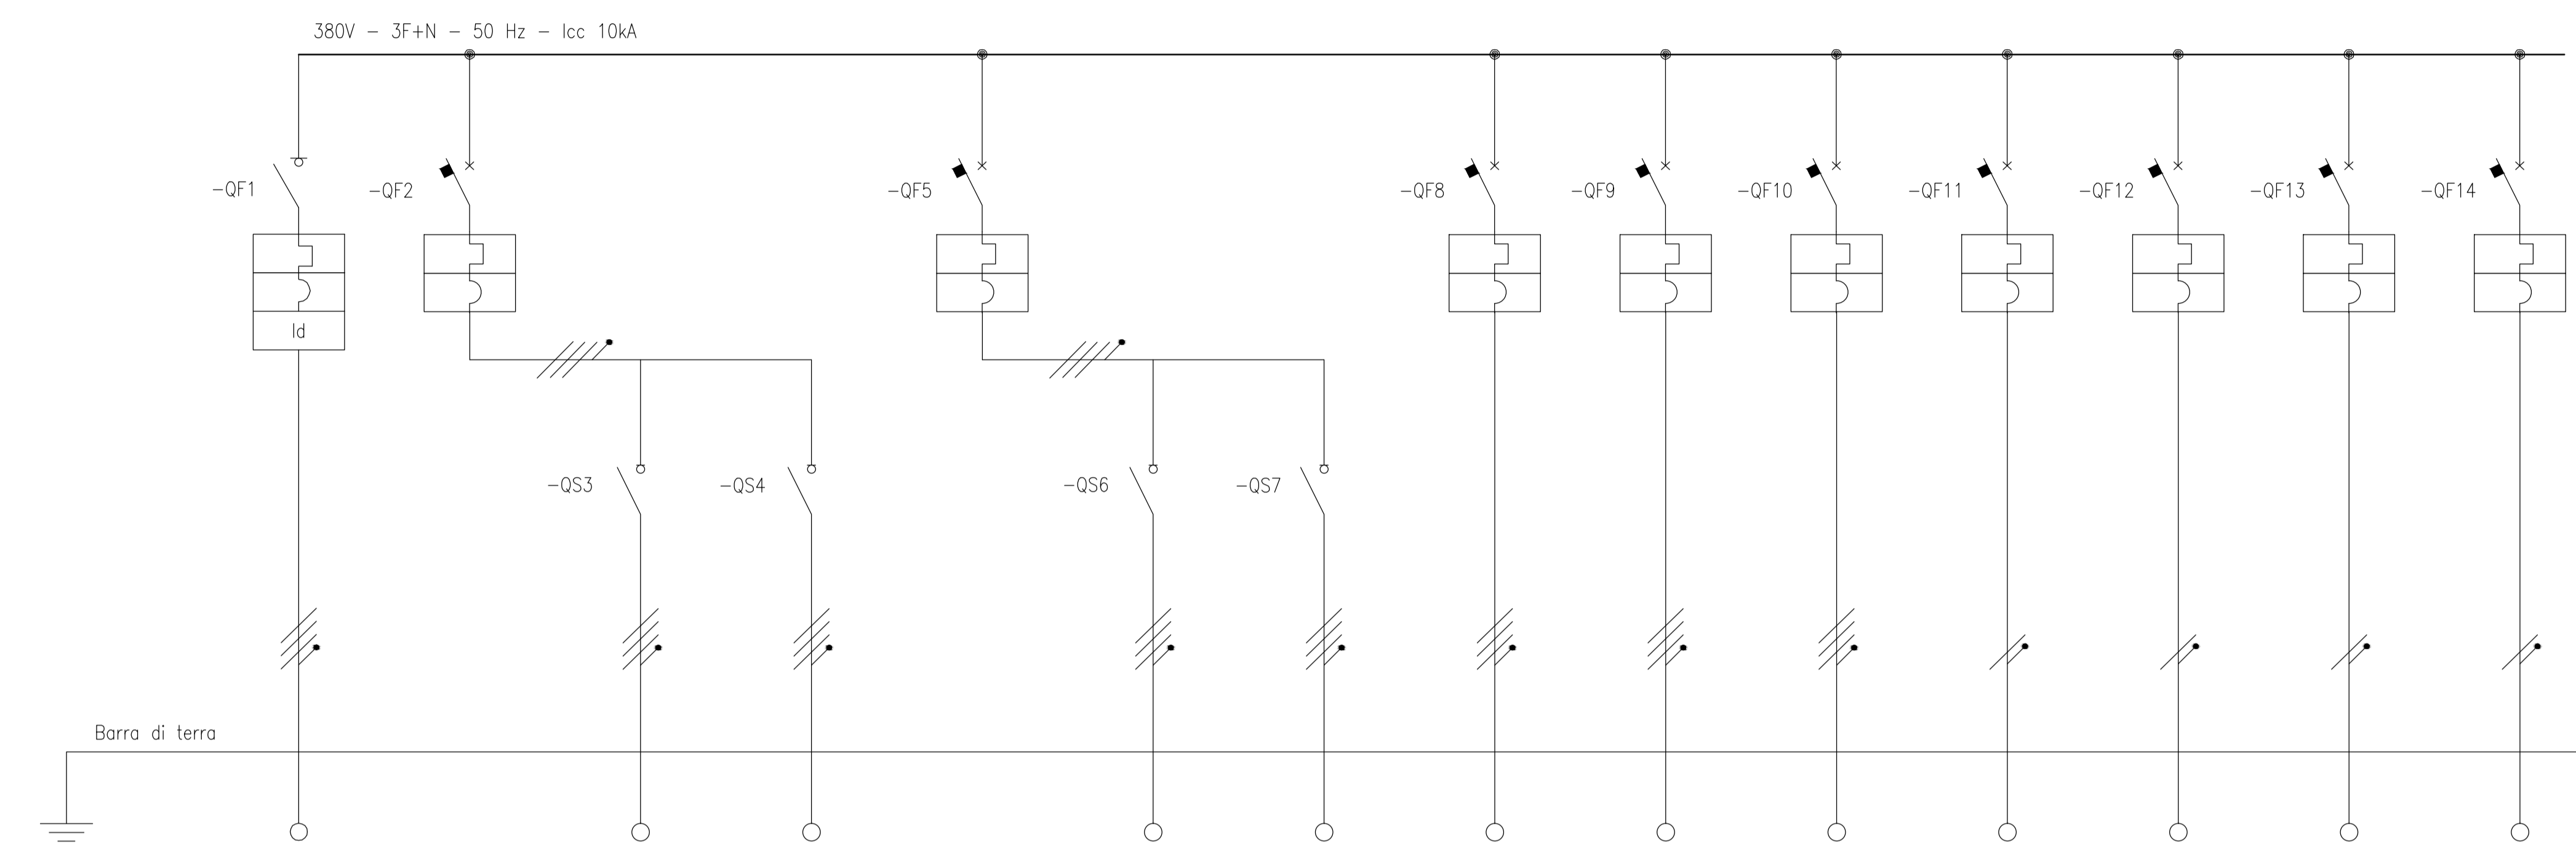 380V - 3F+N - 50 Hz - Icc 10kA
-QF1
-QF2
-QF5
-QF8
-QF9
-QF10
-QF11
-QF12
-QF13
-QF14
Id
-QS3
-QS4
-QS6
-QS7
Barra di terra